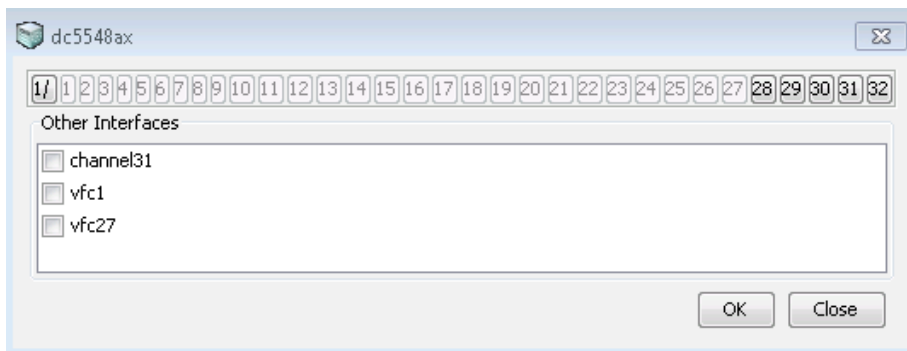 dc5548ax
1/ 1 2 3 4 5 6 7 8 9 10 11 12 13 14 15 16 17 18 19 20 21 22 23 24 25 26 27 28 29 30 31 32
Other Interfaces
channel31
vfc1
vfc27
OK Close